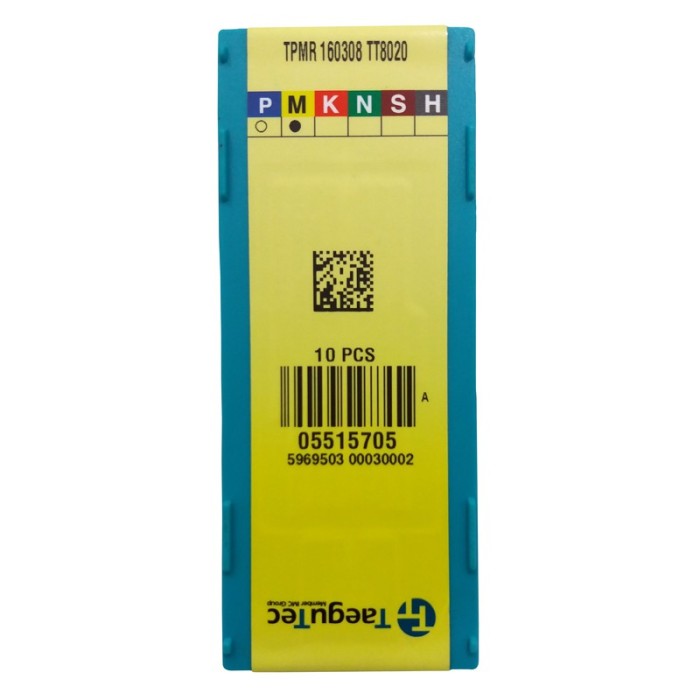 TPMR 160308 TT8020
P M K N S H
10 PCS
A
05515705
5969503 00030002
TaeguTec
Member IMC Group